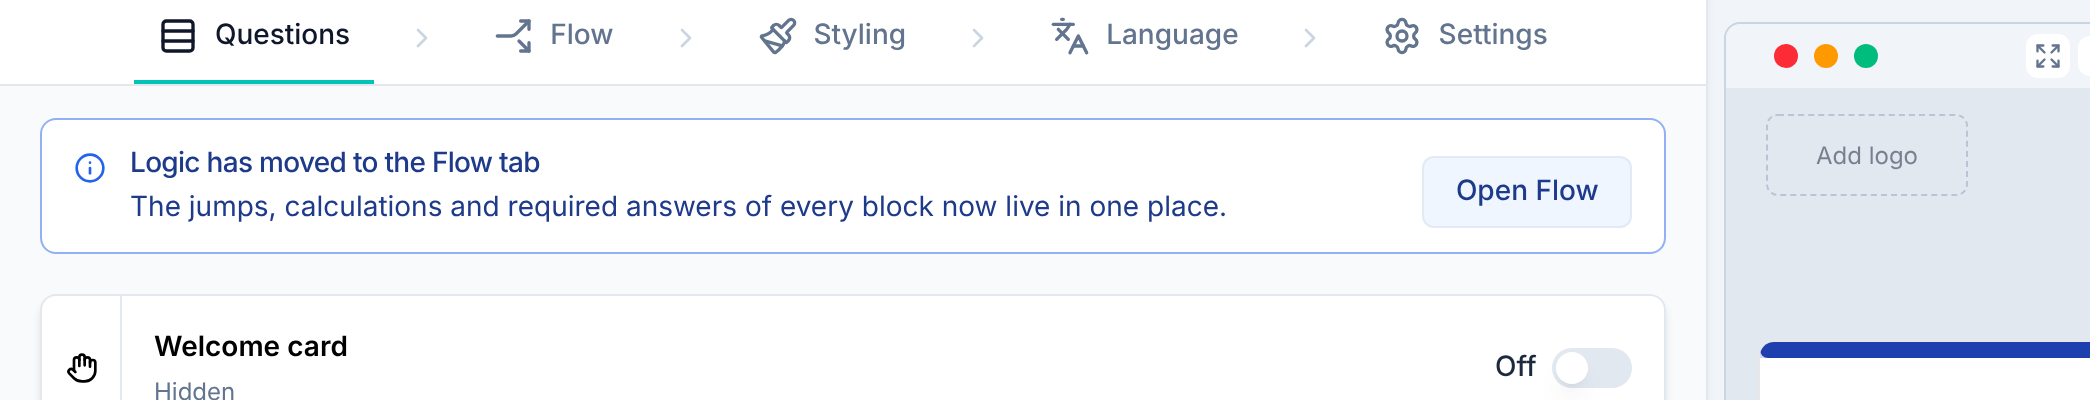 Questions
Flow
Styling
Language
Settings
Logic has moved to the Flow tab
The jumps, calculations and required answers of every block now live in one place.
Open Flow
Add logo
Welcome card
Off
Hidden